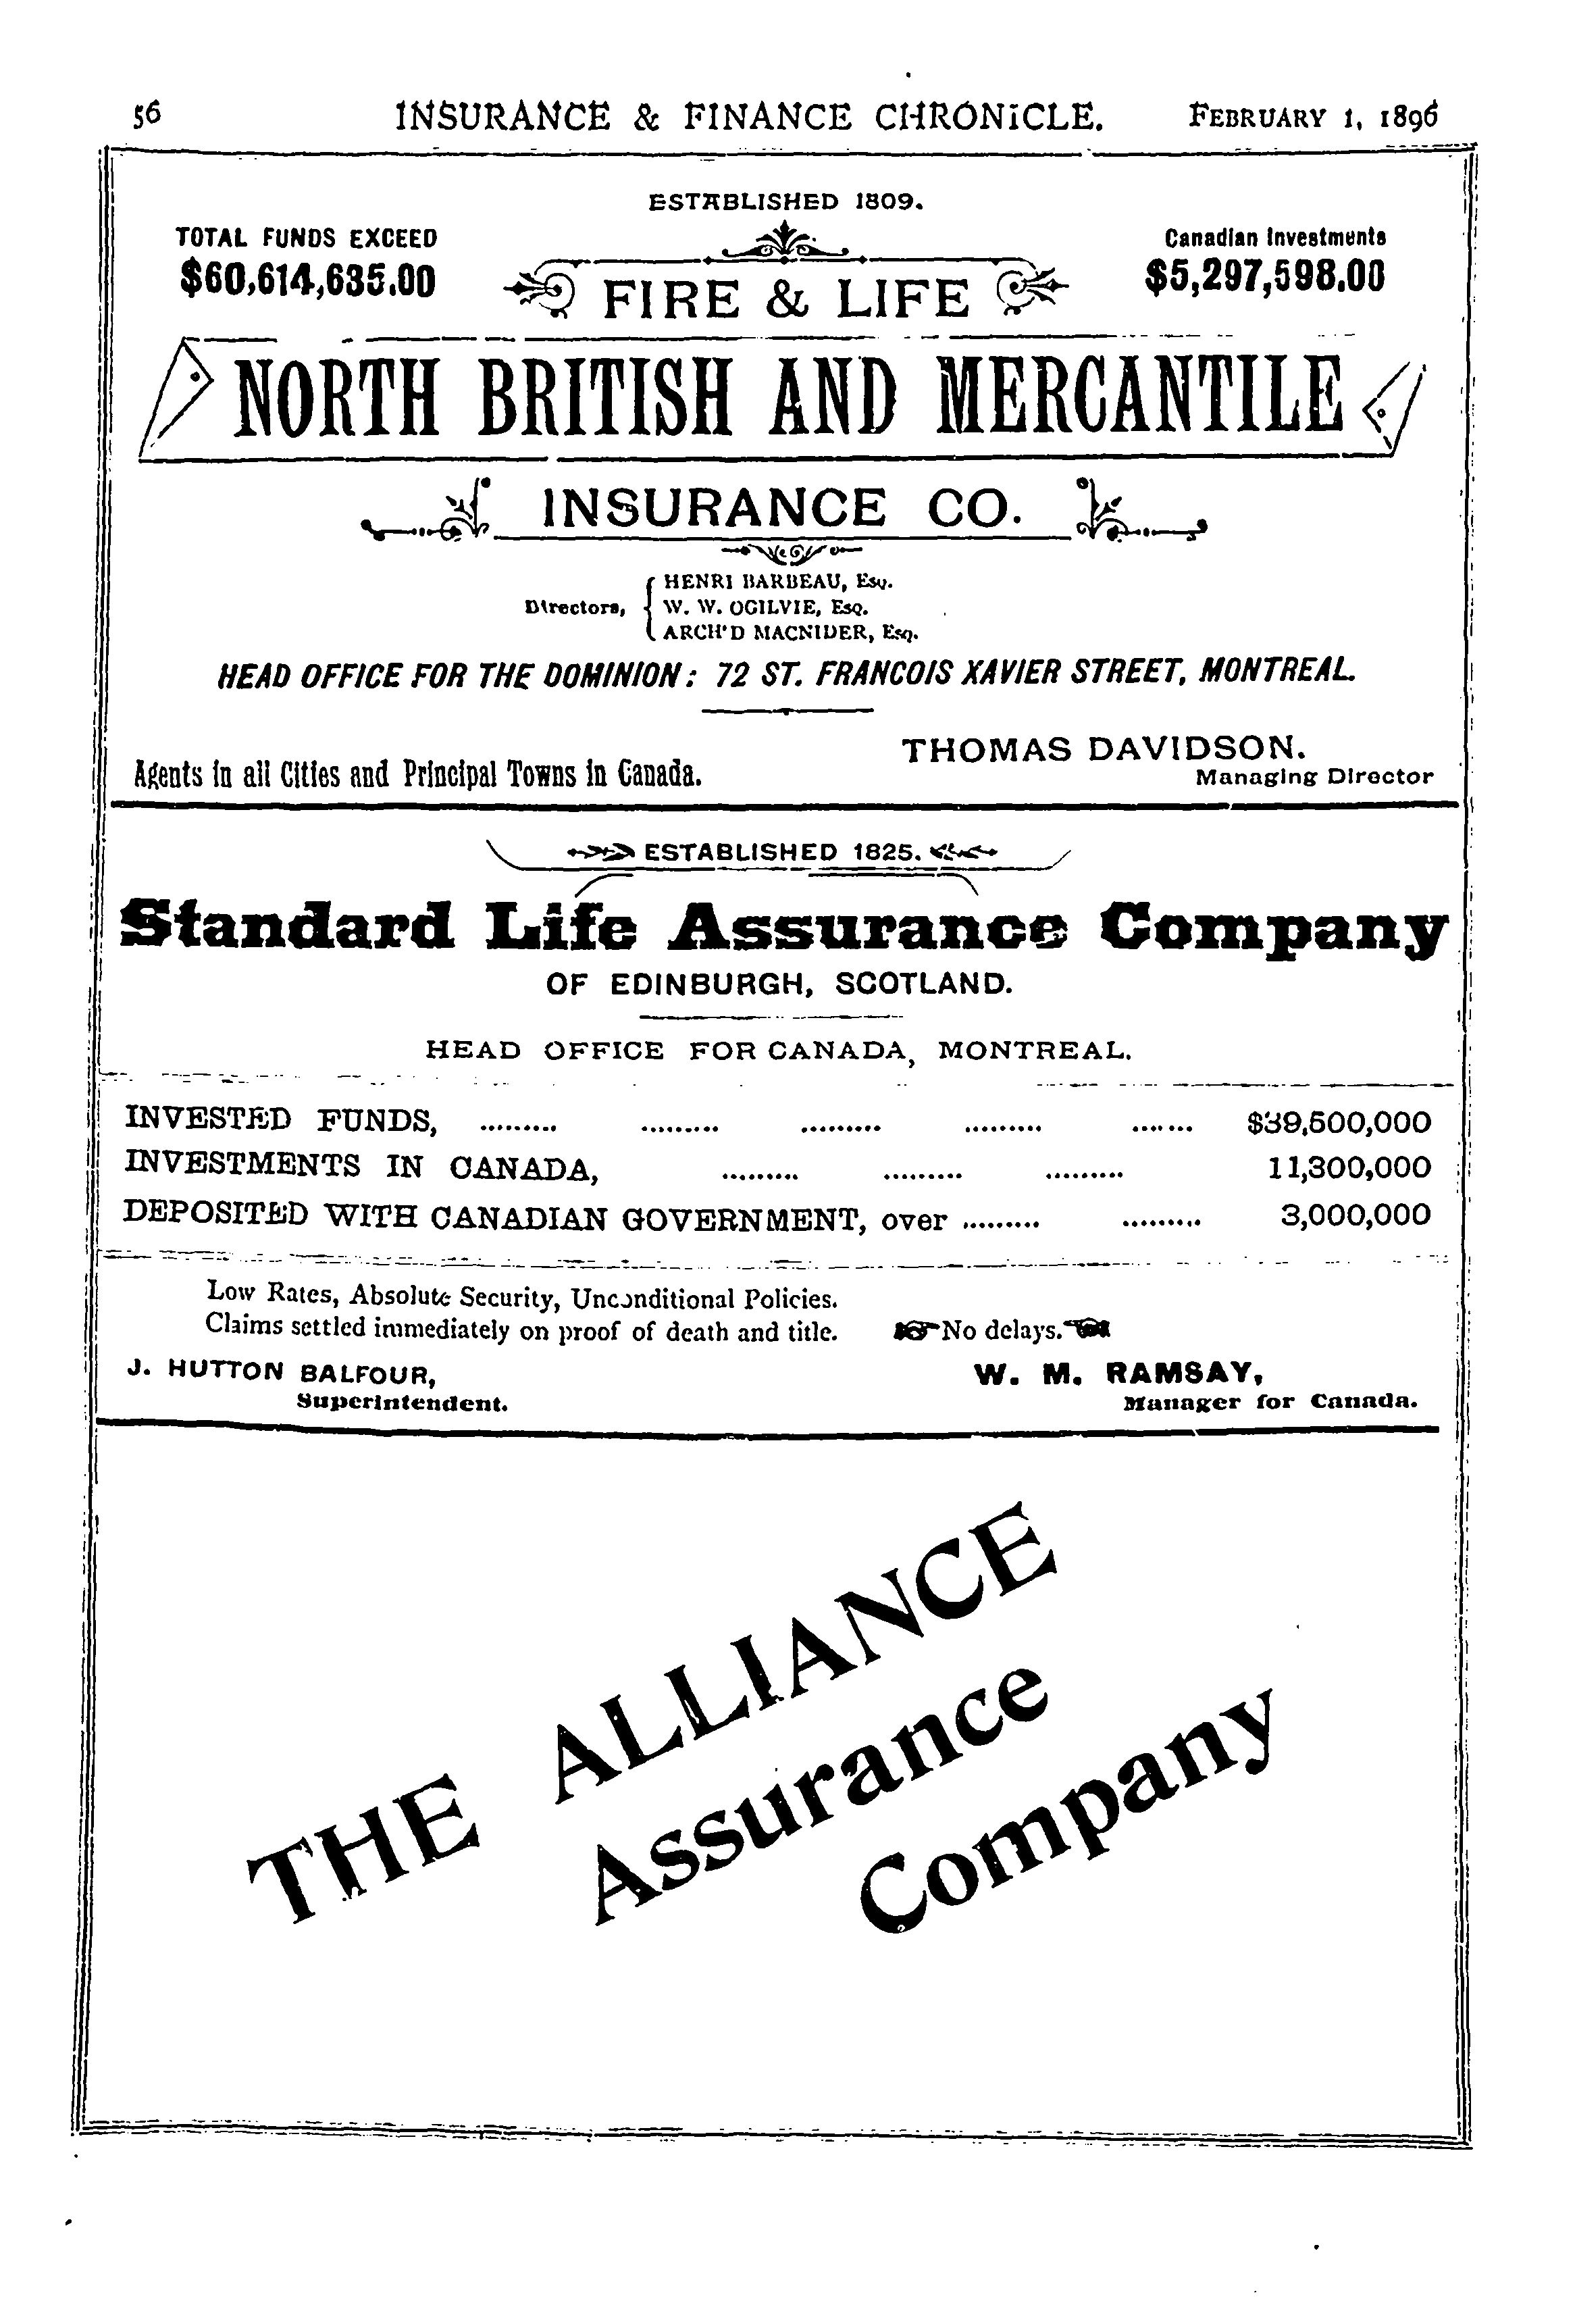 56 INSURANCE & FINANCE CHRONICLE. FEBRUARY 1, 1896
ESTABLISHED 1809.
TOTAL FUNDS EXCEED
$60,614,635.00
Canadian Investments
$5,297,598.00
FIRE & LIFE
NORTH BRITISH AND MERCANTILE
INSURANCE CO.
Directors,
HENRI BARBEAU, Esq.
W. W. OGILVIE, Esq.
ARCH'D MACNIDER, Esq.
HEAD OFFICE FOR THE DOMINION: 72 ST. FRANCOIS XAVIER STREET, MONTREAL.
Agents in all Cities and Principal Towns in Canada.
THOMAS DAVIDSON.
Managing Director
ESTABLISHED 1825.
Standard Life Assurance Company
OF EDINBURGH, SCOTLAND.
HEAD OFFICE FOR CANADA, MONTREAL.
INVESTED FUNDS, ......... ......... ......... ......... ....... $39,500,000
INVESTMENTS IN CANADA, ......... ......... ......... 11,300,000
DEPOSITED WITH CANADIAN GOVERNMENT, over ......... ......... 3,000,000
Low Rates, Absolute Security, Unconditional Policies.
Claims settled immediately on proof of death and title. No delays.
J. HUTTON BALFOUR,
Superintendent.
W. M. RAMSAY,
Manager for Canada.
THE ALLIANCE
Assurance
Company